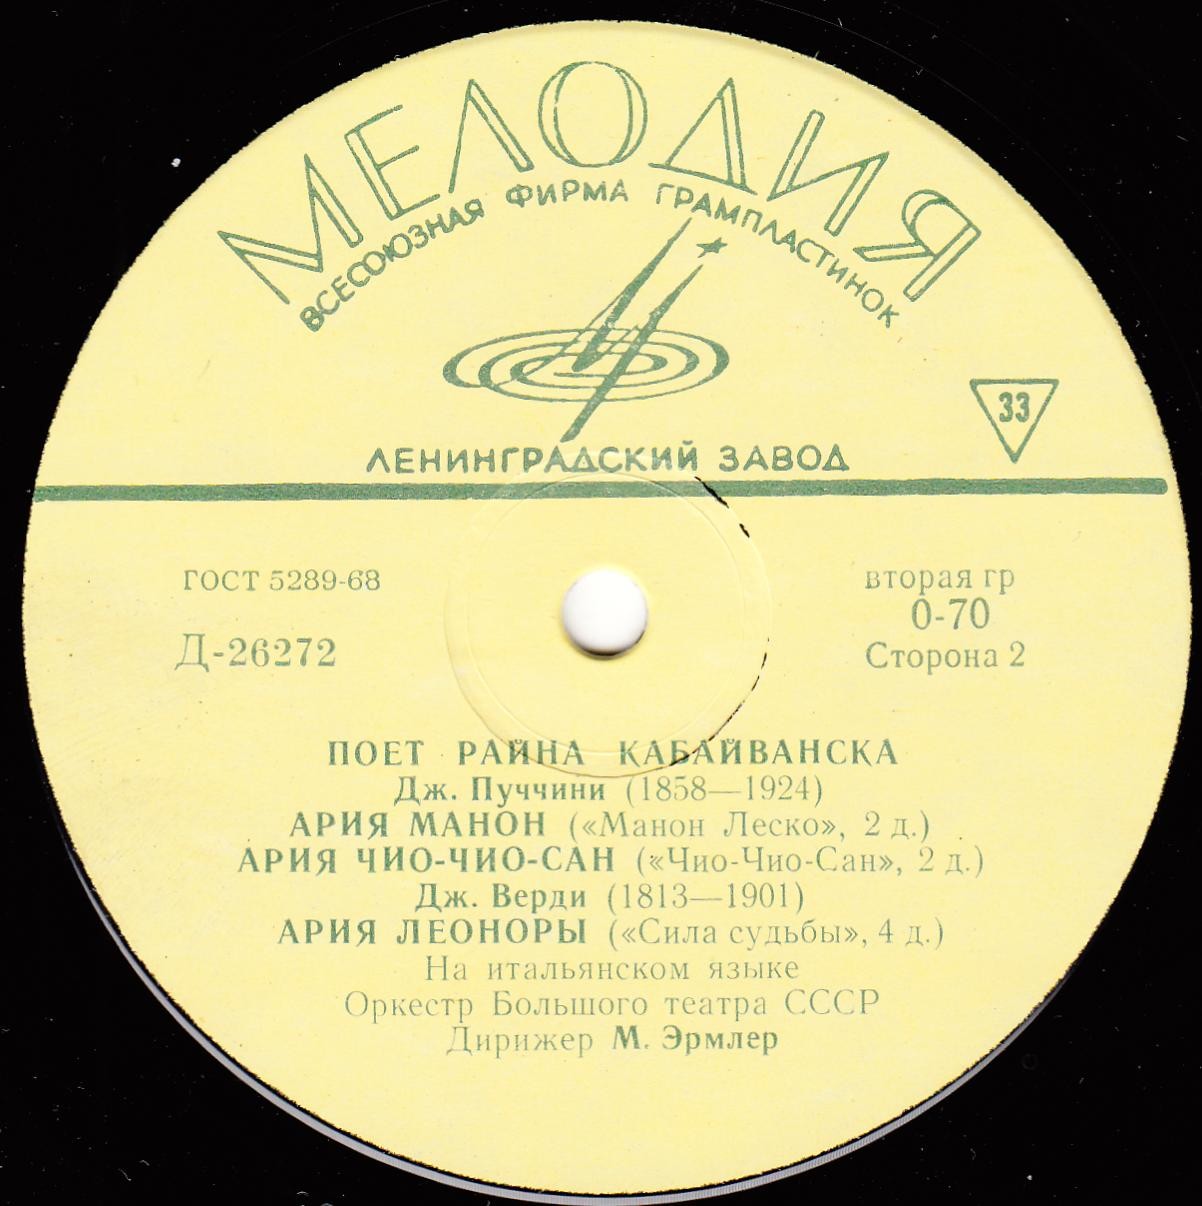 МЕЛОДИЯ
ВСЕСОЮЗНАЯ ФИРМА ГРАМПЛАСТИНОК
33
ЛЕНИНГРАДСКИЙ ЗАВОД
ГОСТ 5289-68
вторая гр
0-70
Д-26272
Сторона 2
ПОЕТ РАЙНА КАБАЙВАНСКА
Дж. Пуччини (1858—1924)
АРИЯ МАНОН («Манон Леско», 2 д.)
АРИЯ ЧИО-ЧИО-САН («Чио-Чио-Сан», 2 д.)
Дж. Верди (1813—1901)
АРИЯ ЛЕОНОРЫ («Сила судьбы», 4 д.)
На итальянском языке
Оркестр Большого театра СССР
Дирижер М. Эрмлер